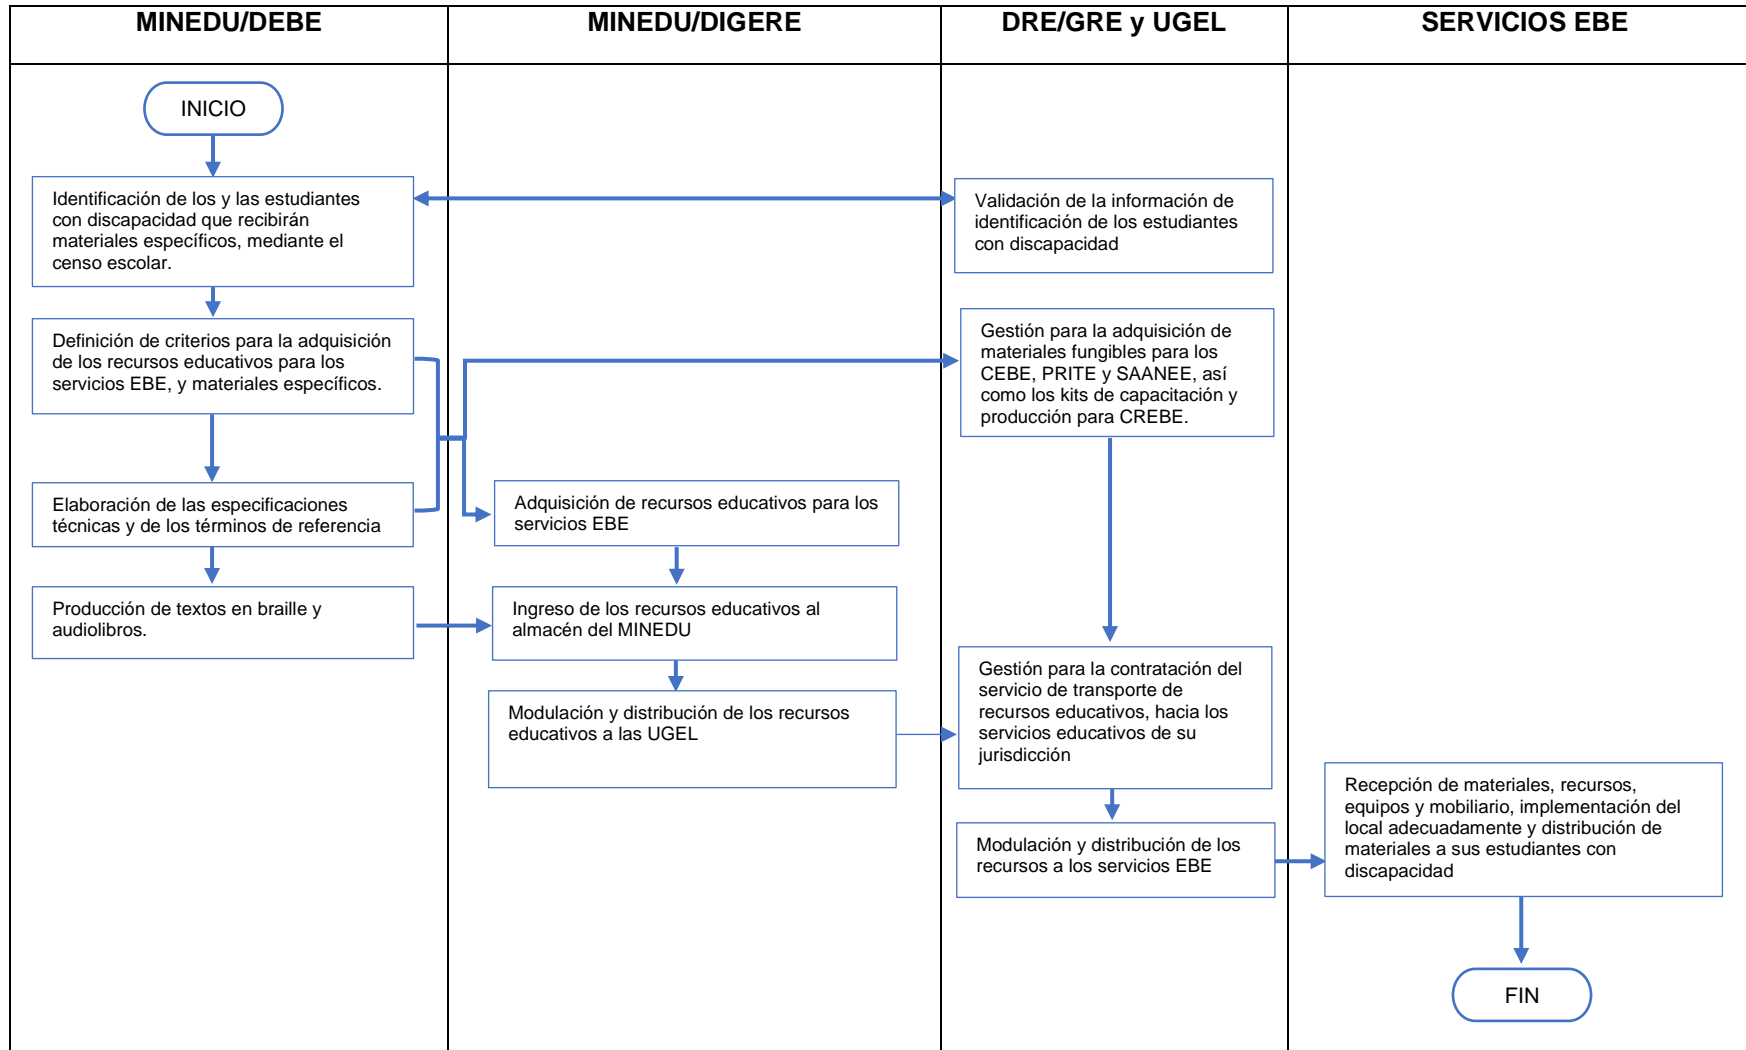 MINEDU/DEBE
MINEDU/DIGERE
DRE/GRE y UGEL
SERVICIOS EBE
INICIO
Identificación de los y las estudiantes
con discapacidad que recibirán
materiales específicos, mediante el
censo escolar.
Validación de la información de
identificación de los estudiantes
con discapacidad
Definición de criterios para la adquisición
de los recursos educativos para los
servicios EBE, y materiales específicos.
Gestión para la adquisición de
materiales fungibles para los
CEBE, PRITE y SAANEE, así
como los kits de capacitación y
producción para CREBE.
Elaboración de las especificaciones
técnicas y de los términos de referencia
Adquisición de recursos educativos para los
servicios EBE
Producción de textos en braille y
audiolibros.
Ingreso de los recursos educativos al
almacén del MINEDU
Modulación y distribución de los recursos
educativos a las UGEL
Gestión para la contratación del
servicio de transporte de
recursos educativos, hacia los
servicios educativos de su
jurisdicción
Modulación y distribución de los
recursos a los servicios EBE
Recepción de materiales, recursos,
equipos y mobiliario, implementación del
local adecuadamente y distribución de
materiales a sus estudiantes con
discapacidad
FIN